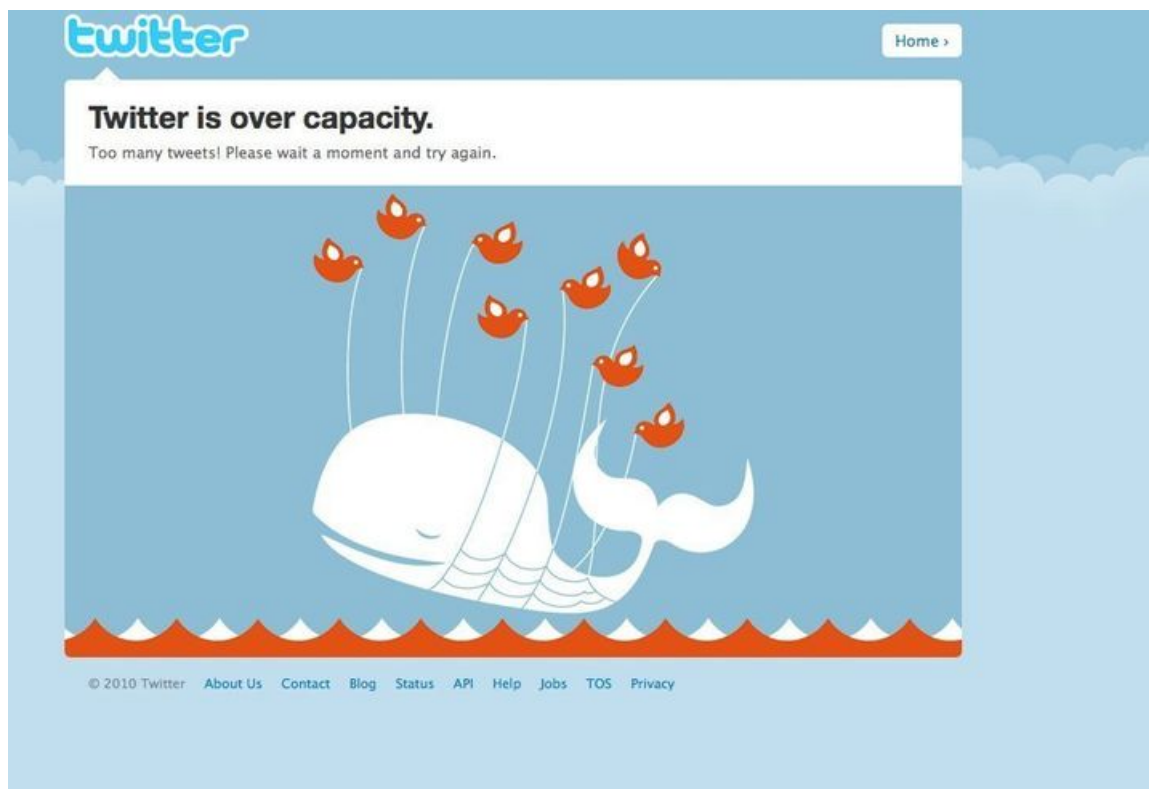 twitter
Home ›
Twitter is over capacity.
Too many tweets! Please wait a moment and try again.
© 2010 Twitter About Us Contact Blog Status API Help Jobs TOS Privacy